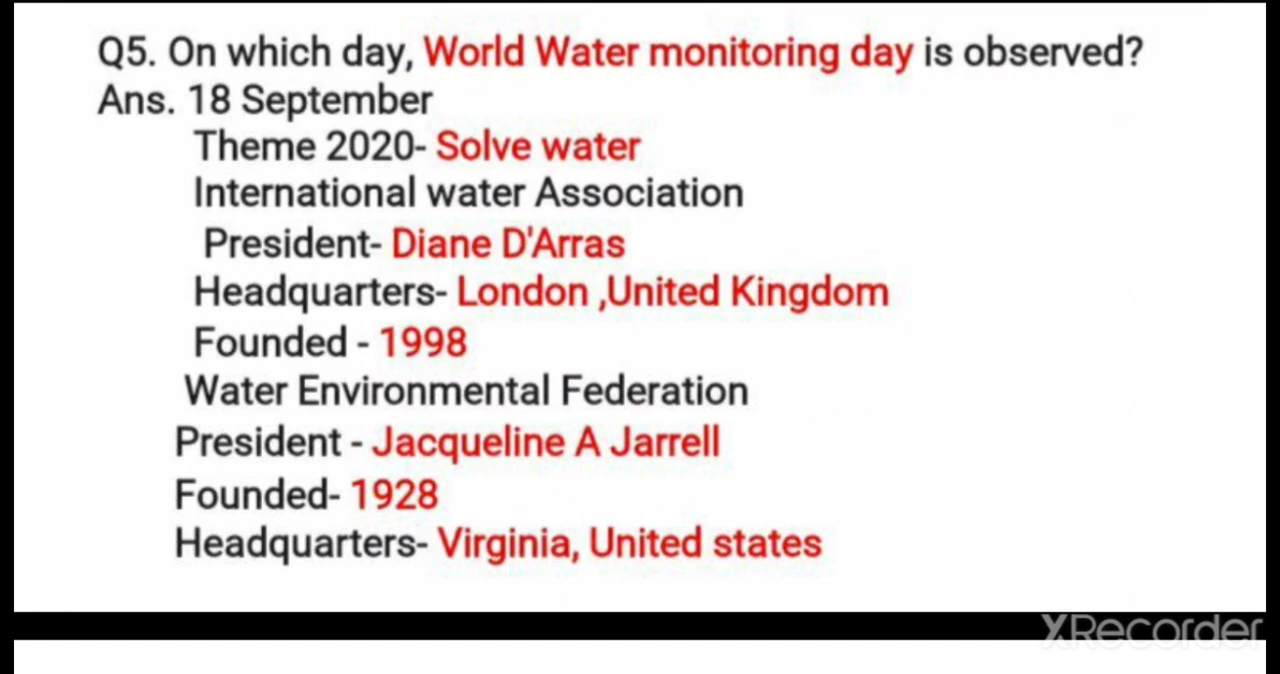 Q5. On which day, World Water monitoring day is observed?
Ans. 18 September
Theme 2020- Solve water
International water Association
President- Diane D'Arras
Headquarters- London ,United Kingdom
Founded - 1998
Water Environmental Federation
President - Jacqueline A Jarrell
Founded- 1928
Headquarters- Virginia, United states
XRecorder